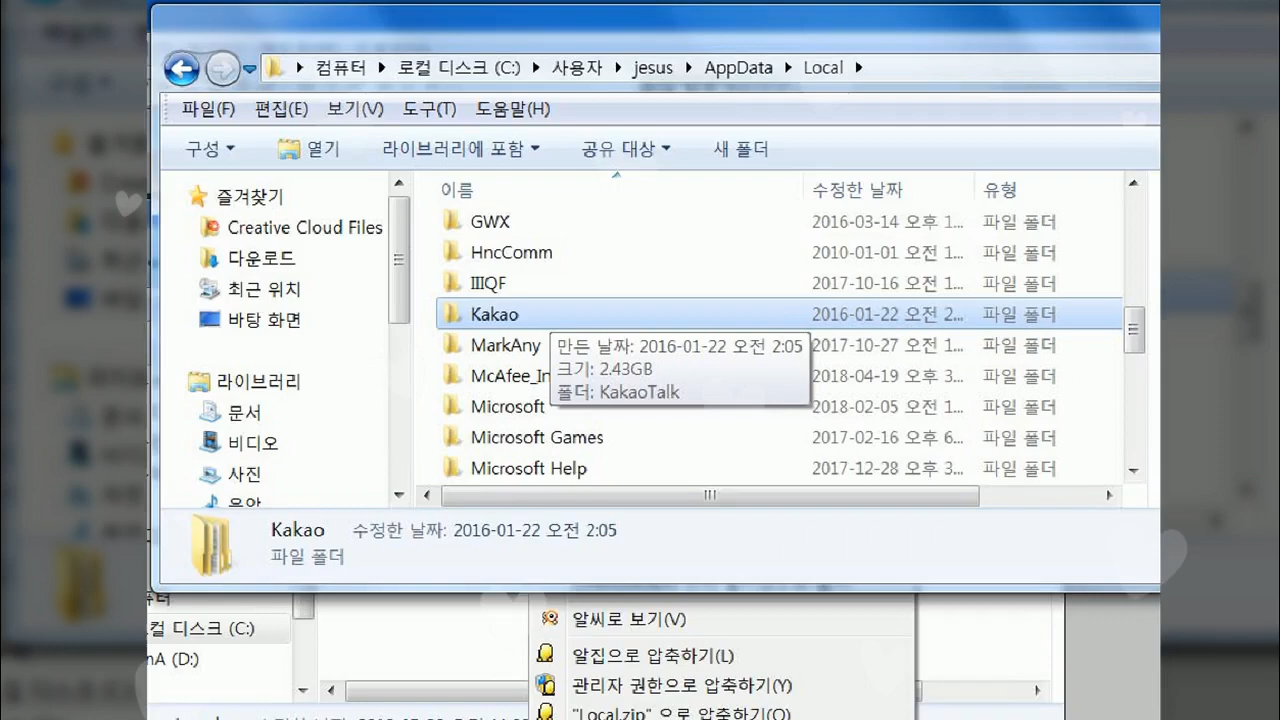 컴퓨터 로컬 디스크 (C:) 사용자 jesus AppData Local
파일(F) 편집(E) 보기(V) 도구(T) 도움말(H)
구성 열기 라이브러리에 포함 공유 대상 새 폴더
즐겨찾기
Creative Cloud Files
다운로드
최근 위치
바탕 화면
라이브러리
문서
비디오
사진
음악
이름 수정한 날짜 유형
GWX 2016-03-14 오후 1... 파일 폴더
HncComm 2010-01-01 오전 1... 파일 폴더
IIIQF 2017-10-16 오전 1... 파일 폴더
Kakao 2016-01-22 오전 2... 파일 폴더
MarkAny 2017-10-27 오전 1... 파일 폴더
McAfee_In 2018-04-19 오후 3... 파일 폴더
Microsoft 2018-02-05 오전 1... 파일 폴더
Microsoft Games 2017-02-16 오후 6... 파일 폴더
Microsoft Help 2017-12-28 오후 3... 파일 폴더
만든 날짜: 2016-01-22 오전 2:05
크기: 2.43GB
폴더: KakaoTalk
Kakao 수정한 날짜: 2016-01-22 오전 2:05
파일 폴더
퓨터
컬 디스크 (C:)
nA (D:)
알씨로 보기(V)
알집으로 압축하기(L)
관리자 권한으로 압축하기(Y)
"Local.zip" 으로 압축하기(Q)